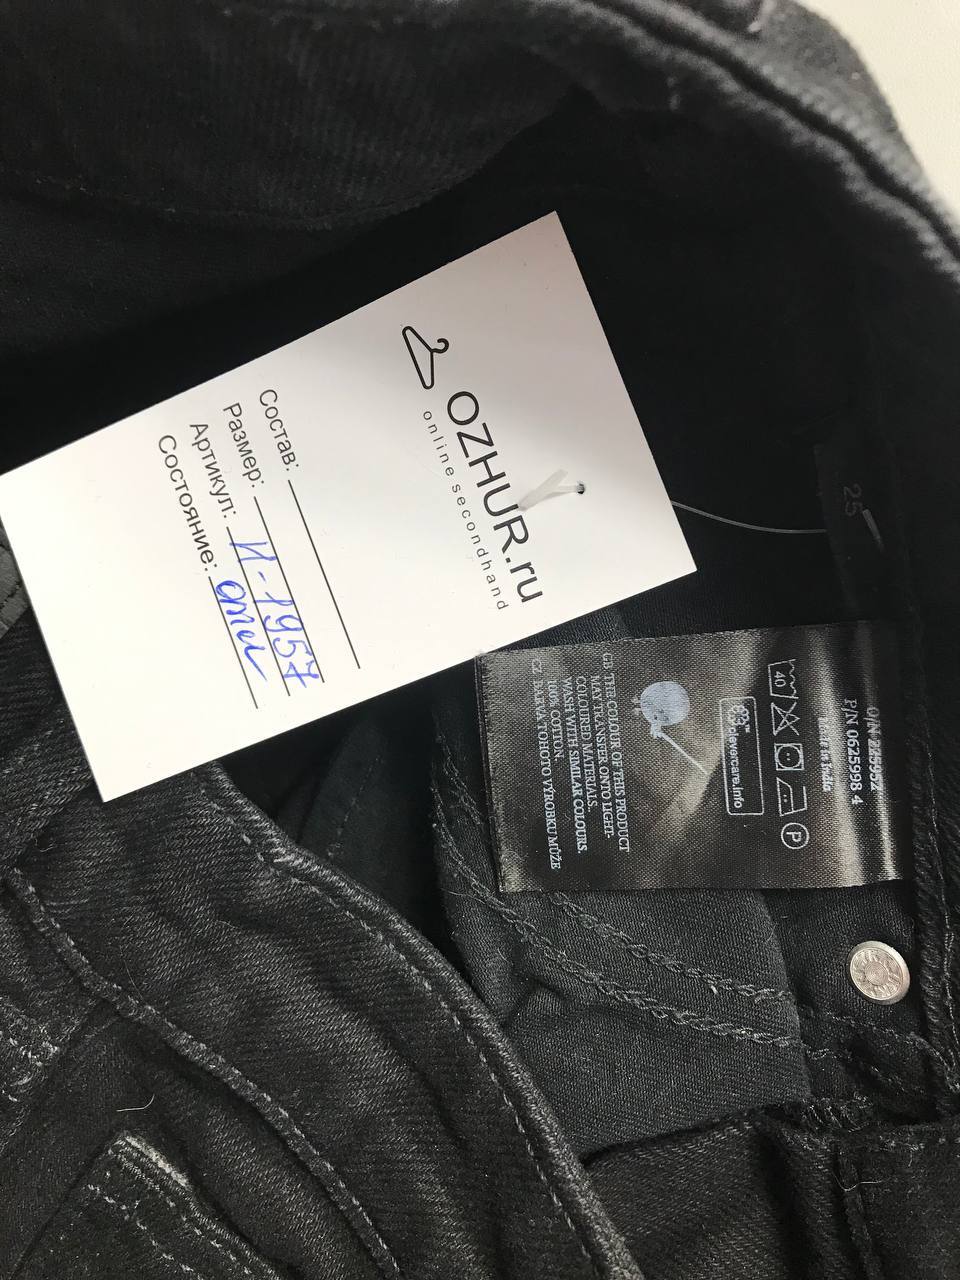 OZHUR.ru
online secondhand
Состав:
Размер:
Артикул: И-1957
Состояние: отл
25
O/N 225952
P/N 0625998 4
Made in India
clevercare.info
40
P
GB THE COLOUR OF THIS PRODUCT
MAY TRANSFER ONTO LIGHT-
COLOURED MATERIALS.
WASH WITH SIMILAR COLOURS.
100% COTTON.
CZ BARVA TOHOTO VÝROBKU MŮŽE